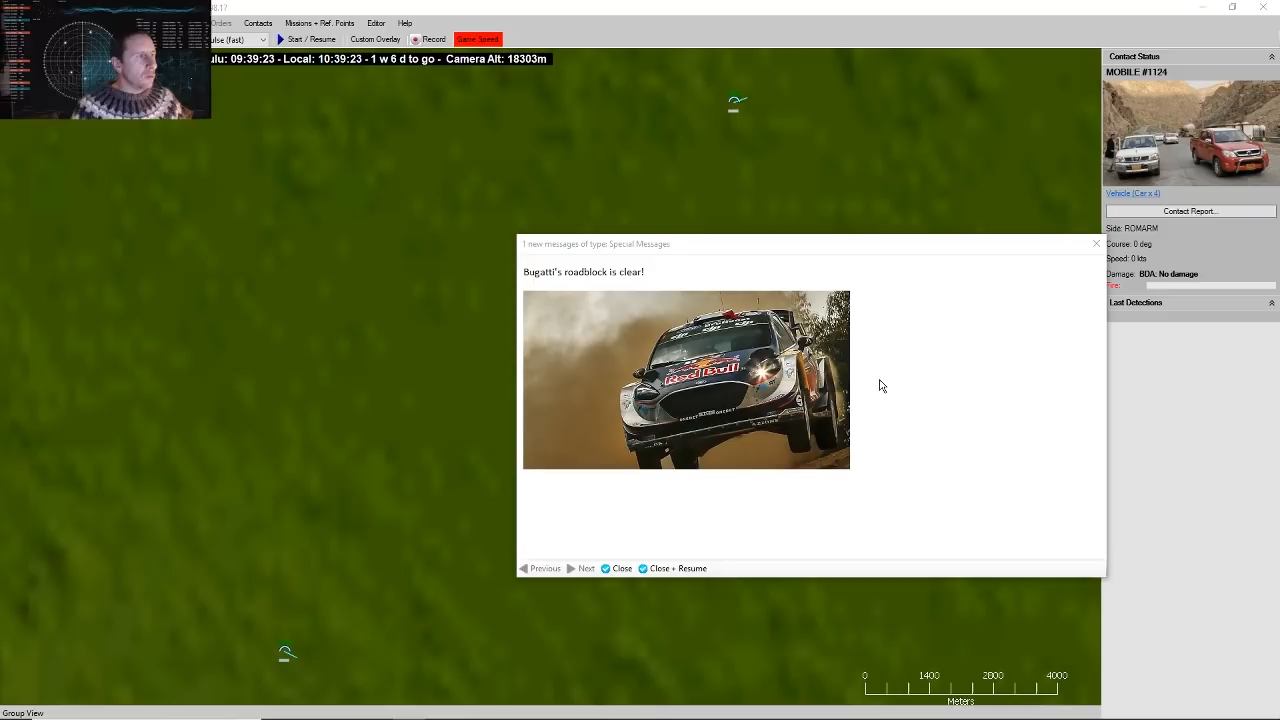 Orders Contacts Missions + Ref. Points Editor Help
Start / Resume Custom Overlay Record Game Speed
09:39:23 - Local: 10:39:23 - 1 w 6 d to go - Camera Alt: 18303m
Contact Status
MOBILE #1124
Vehicle (Car x 4)
Contact Report...
Side: ROMARM
Course: 0 deg
Speed: 0 kts
Damage: BDA: No damage
Fire:
Last Detections
1 new messages of type: Special Messages
Bugatti's roadblock is clear!
Red Bull
Previous Next Close Close + Resume
0 1400 2800 4000
Meters
Group View